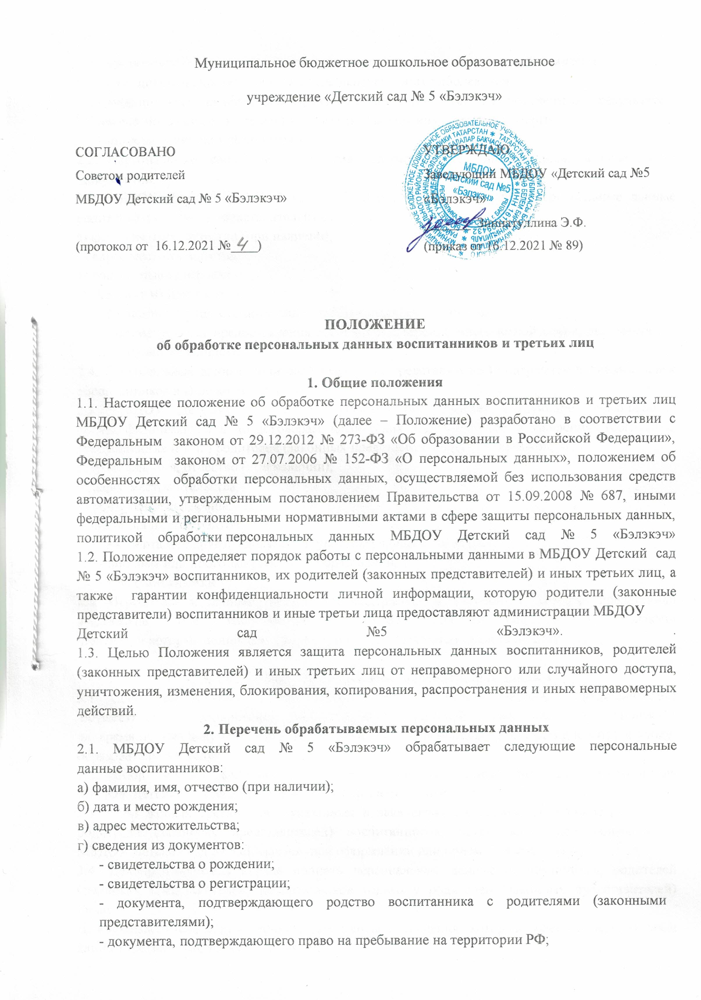 Муниципальное бюджетное дошкольное образовательное
учреждение «Детский сад № 5 «Бэлэкэч»
СОГЛАСОВАНО
Советом родителей
МБДОУ Детский сад № 5 «Бэлэкэч»
(протокол от 16.12.2021 № 4)
УТВЕРЖДАЮ
Заведующий МБДОУ «Детский сад №5
«Бэлэкэч»
Зиннатуллина Э.Ф.
(приказ от 16.12.2021 № 89)
МБДОУ
«Детский сад №5
«Бэлэкэч»
ПОЛОЖЕНИЕ
об обработке персональных данных воспитанников и третьих лиц
1. Общие положения
1.1. Настоящее положение об обработке персональных данных воспитанников и третьих лиц
МБДОУ Детский сад № 5 «Бэлэкэч» (далее – Положение) разработано в соответствии с
Федеральным законом от 29.12.2012 № 273-ФЗ «Об образовании в Российской Федерации»,
Федеральным законом от 27.07.2006 № 152-ФЗ «О персональных данных», положением об
особенностях обработки персональных данных, осуществляемой без использования средств
автоматизации, утвержденным постановлением Правительства от 15.09.2008 № 687, иными
федеральными и региональными нормативными актами в сфере защиты персональных данных,
политикой обработки персональных данных МБДОУ Детский сад № 5 «Бэлэкэч»
1.2. Положение определяет порядок работы с персональными данными в МБДОУ Детский сад
№ 5 «Бэлэкэч» воспитанников, их родителей (законных представителей) и иных третьих лиц, а
также гарантии конфиденциальности личной информации, которую родители (законные
представители) воспитанников и иные третьи лица предоставляют администрации МБДОУ
Детский сад №5 «Бэлэкэч». .
1.3. Целью Положения является защита персональных данных воспитанников, родителей
(законных представителей) и иных третьих лиц от неправомерного или случайного доступа,
уничтожения, изменения, блокирования, копирования, распространения и иных неправомерных
действий.
2. Перечень обрабатываемых персональных данных
2.1. МБДОУ Детский сад № 5 «Бэлэкэч» обрабатывает следующие персональные
данные воспитанников:
а) фамилия, имя, отчество (при наличии);
б) дата и место рождения;
в) адрес местожительства;
г) сведения из документов:
- свидетельства о рождении;
- свидетельства о регистрации;
- документа, подтверждающего родство воспитанника с родителями (законными
представителями);
- документа, подтверждающего право на пребывание на территории РФ;